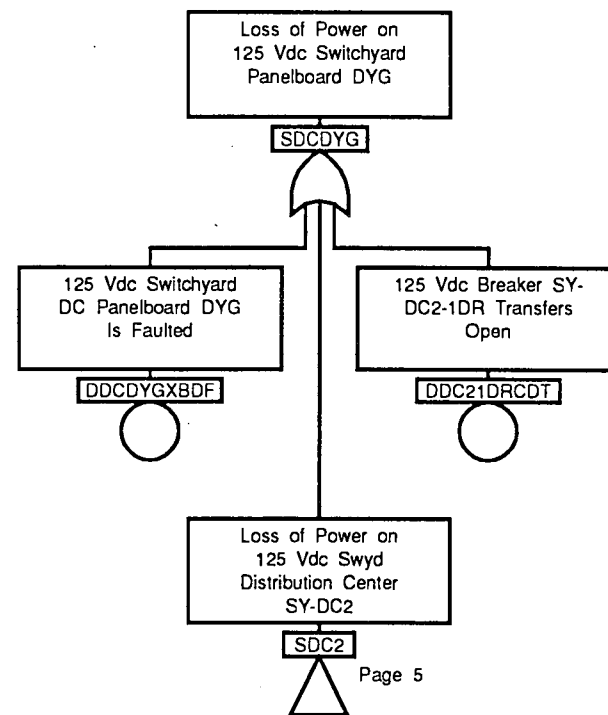 Loss of Power on
125 Vdc Switchyard
Panelboard DYG
SDCDYG
125 Vdc Switchyard
DC Panelboard DYG
Is Faulted
DDCDYGXBDF
125 Vdc Breaker SY-
DC2-1DR Transfers
Open
DDC21DRCDT
Loss of Power on
125 Vdc Swyd
Distribution Center
SY-DC2
SDC2
Page 5